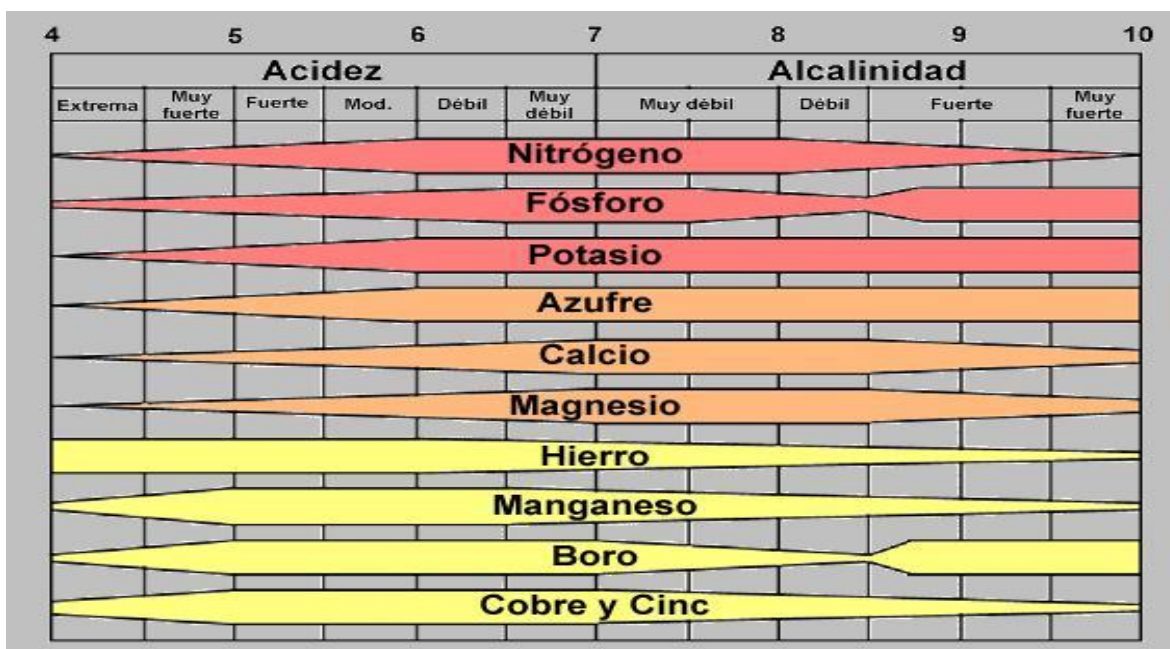 4 5 6 7 8 9 10
Acidez Alcalinidad
Extrema Muy fuerte Fuerte Mod. Débil Muy débil Muy débil Débil Fuerte Muy fuerte
Nitrógeno
Fósforo
Potasio
Azufre
Calcio
Magnesio
Hierro
Manganeso
Boro
Cobre y Cinc